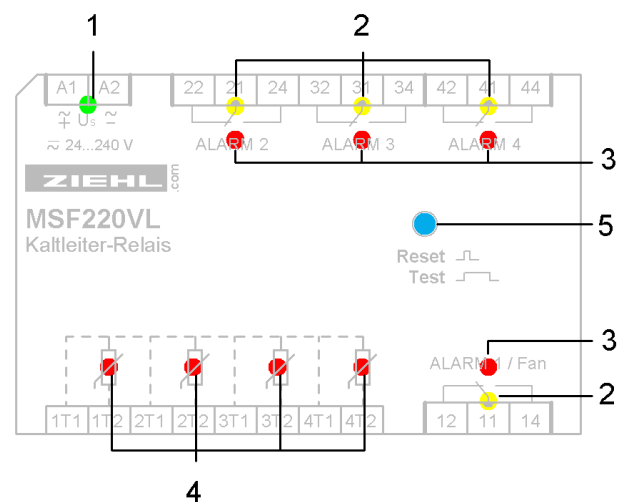 1
2
A1 A2 22 21 24 32 31 34 42 41 44
≂ Us ~
≂ 24...240 V
ALARM 2 ALARM 3 ALARM 4
3
ZIEHL.com
MSF220VL
Kaltleiter-Relais
5
Reset
Test
3
ALARM 1 / Fan
2
1T1 1T2 2T1 2T2 3T1 3T2 4T1 4T2
12 11 14
4